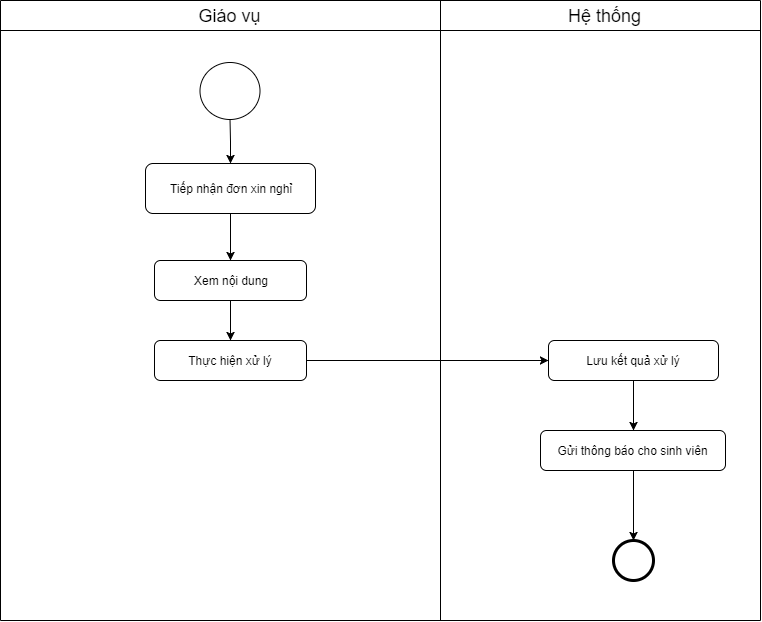 Giáo vụ
Hệ thống
Tiếp nhận đơn xin nghỉ
Xem nội dung
Thực hiện xử lý
Lưu kết quả xử lý
Gửi thông báo cho sinh viên